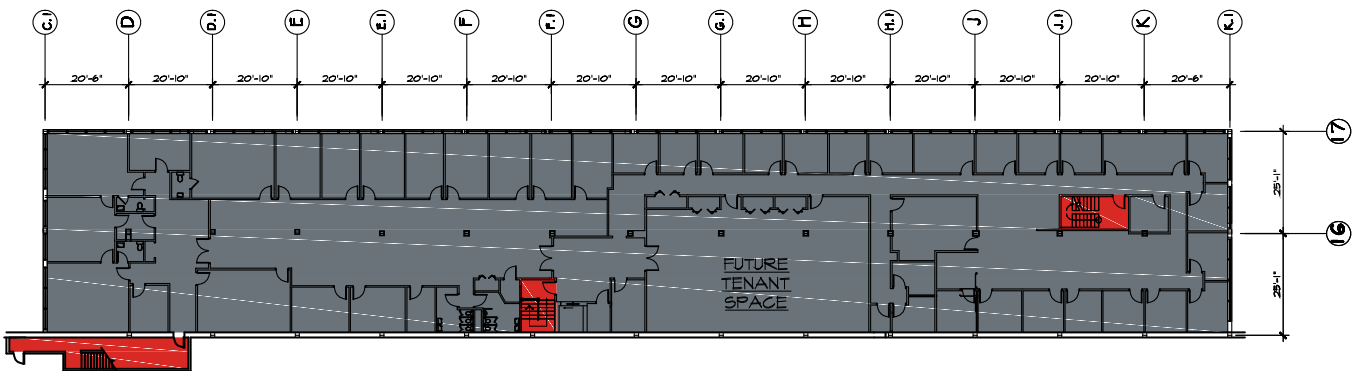 C.1 D D.1 E E.1 F F.1 G G.1 H H.1 J J.1 K K.1
20'-6" 20'-10" 20'-10" 20'-10" 20'-10" 20'-10" 20'-10" 20'-10" 20'-10" 20'-10" 20'-10" 20'-10" 20'-10" 20'-6"
17
25'-1"
16
FUTURE
TENANT
SPACE
25'-1"